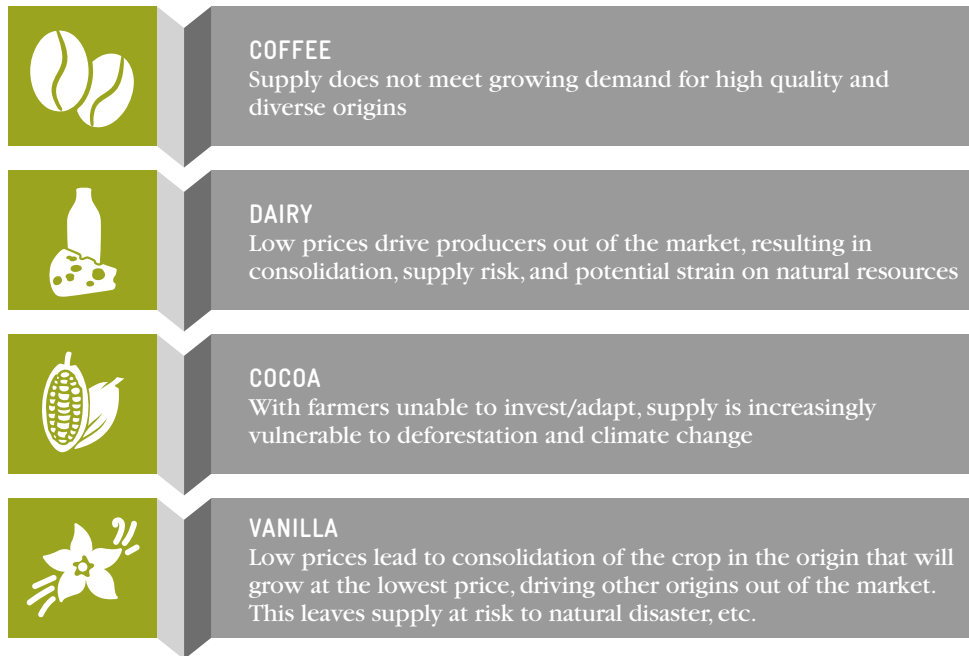 COFFEE
Supply does not meet growing demand for high quality and
diverse origins
DAIRY
Low prices drive producers out of the market, resulting in
consolidation, supply risk, and potential strain on natural resources
COCOA
With farmers unable to invest/adapt, supply is increasingly
vulnerable to deforestation and climate change
VANILLA
Low prices lead to consolidation of the crop in the origin that will
grow at the lowest price, driving other origins out of the market.
This leaves supply at risk to natural disaster, etc.